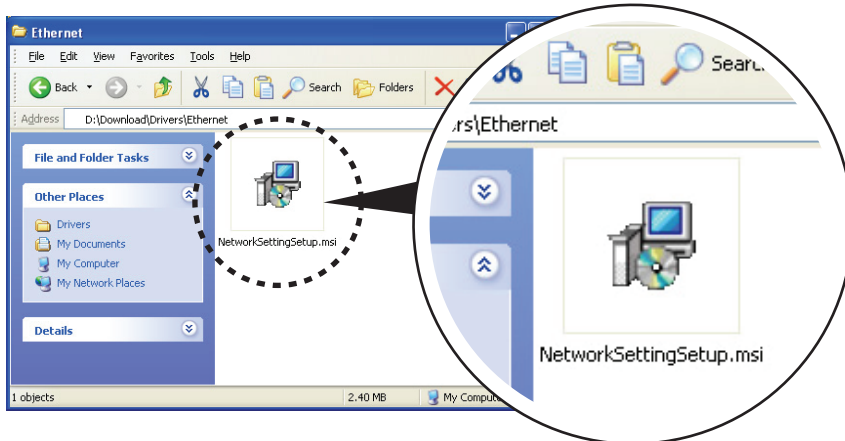 Ethernet
File Edit View Favorites Tools Help
Back Search Folders
Address D:\Download\Drivers\Ethernet
File and Folder Tasks
Other Places
Drivers
My Documents
My Computer
My Network Places
Details
NetworkSettingSetup.msi
1 objects 2.40 MB My Comput
Searc
rs\Ethernet
NetworkSettingSetup.msi